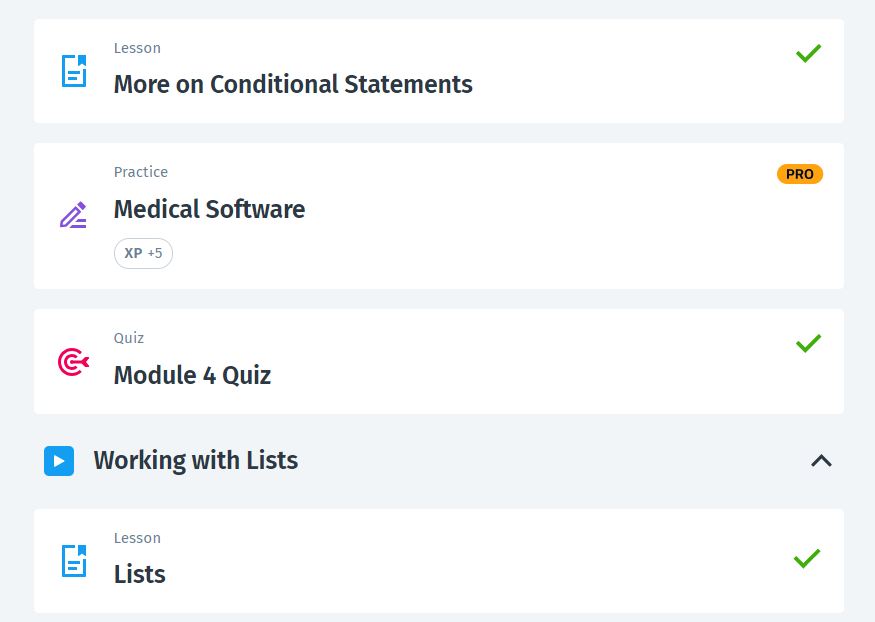 Lesson
More on Conditional Statements
Practice
PRO
Medical Software
XP +5
Quiz
Module 4 Quiz
Working with Lists
Lesson
Lists